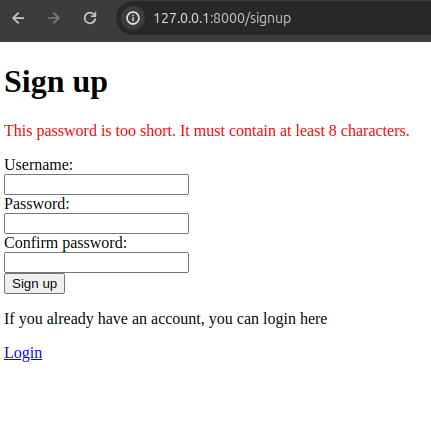 127.0.0.1:8000/signup
Sign up
This password is too short. It must contain at least 8 characters.
Username:
Password:
Confirm password:
Sign up
If you already have an account, you can login here
Login